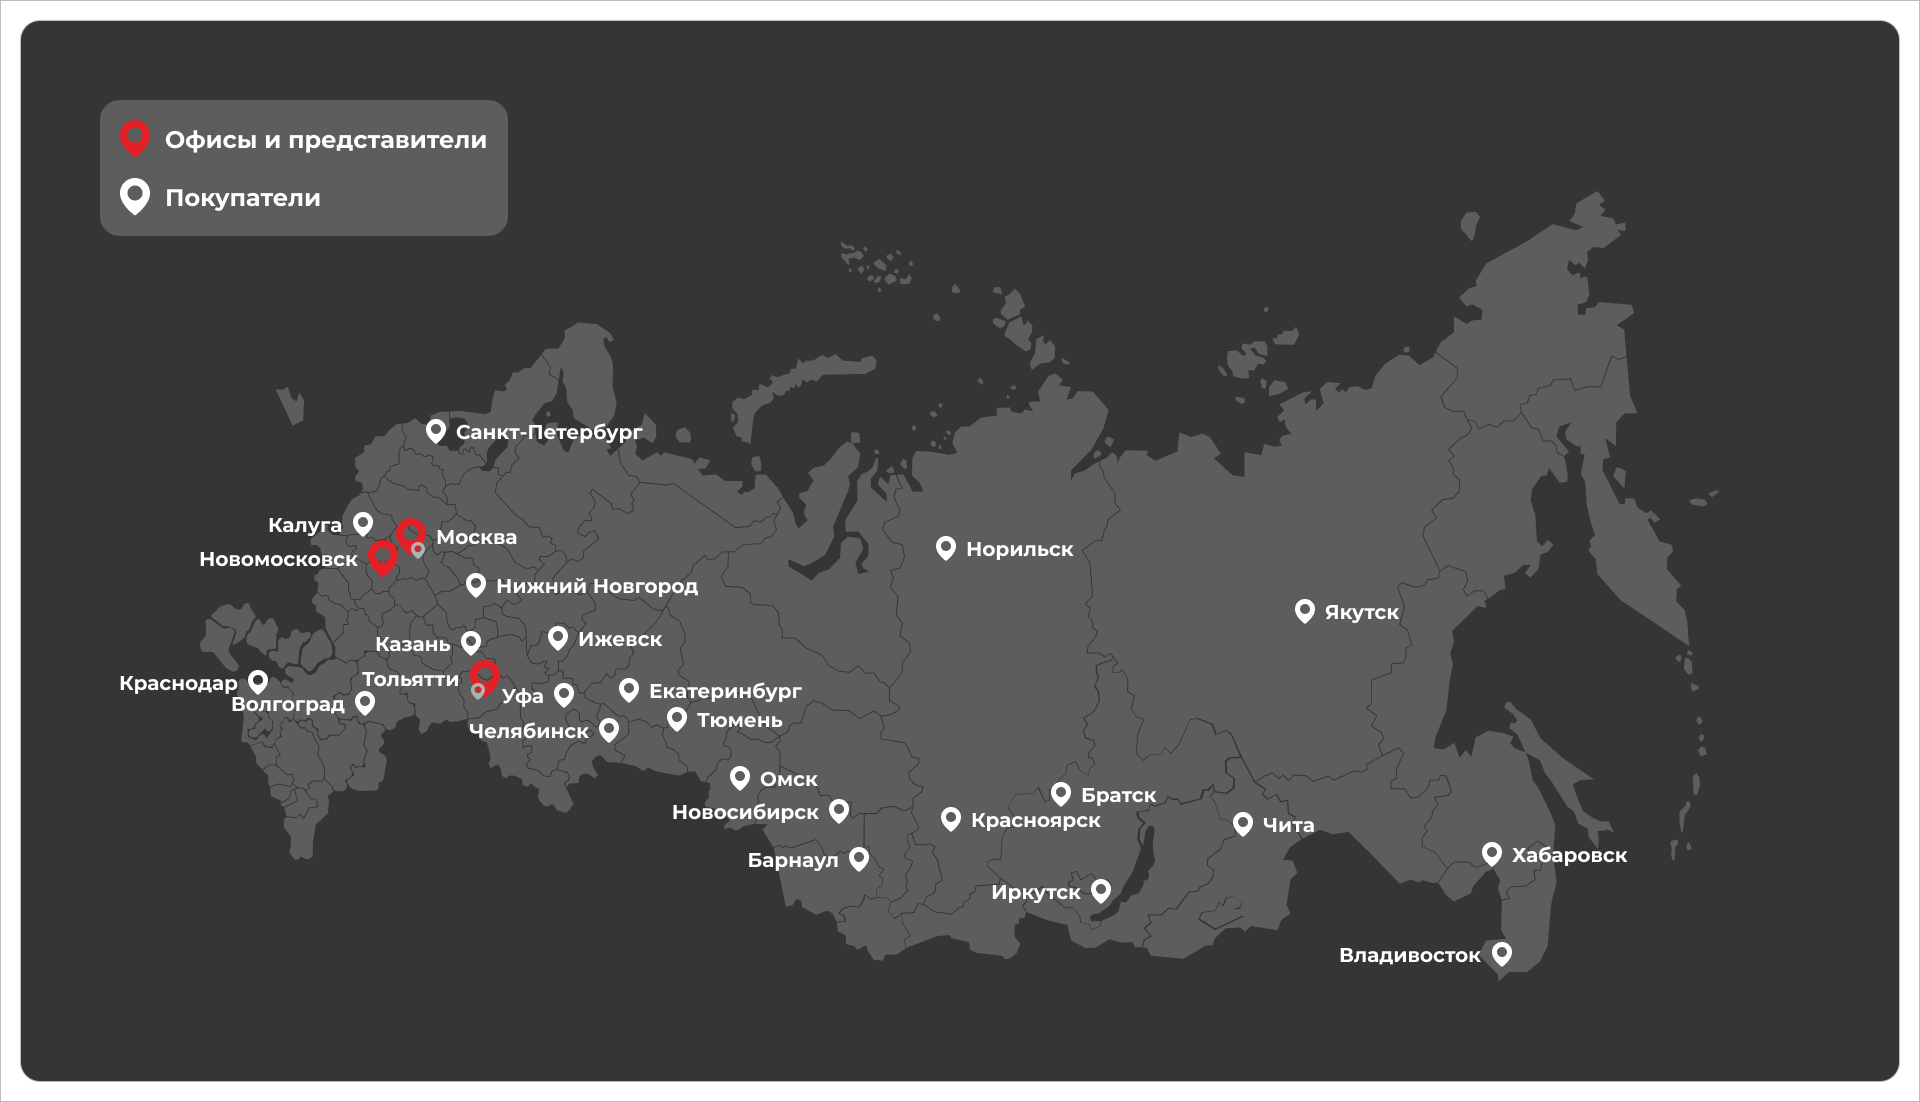 Офисы и представители
Покупатели
Санкт-Петербург
Калуга
Москва
Новомосковск
Норильск
Нижний Новгород
Якутск
Казань
Ижевск
Тольятти
Краснодар
Уфа
Екатеринбург
Волгоград
Тюмень
Челябинск
Омск
Братск
Новосибирск
Красноярск
Чита
Барнаул
Хабаровск
Иркутск
Владивосток